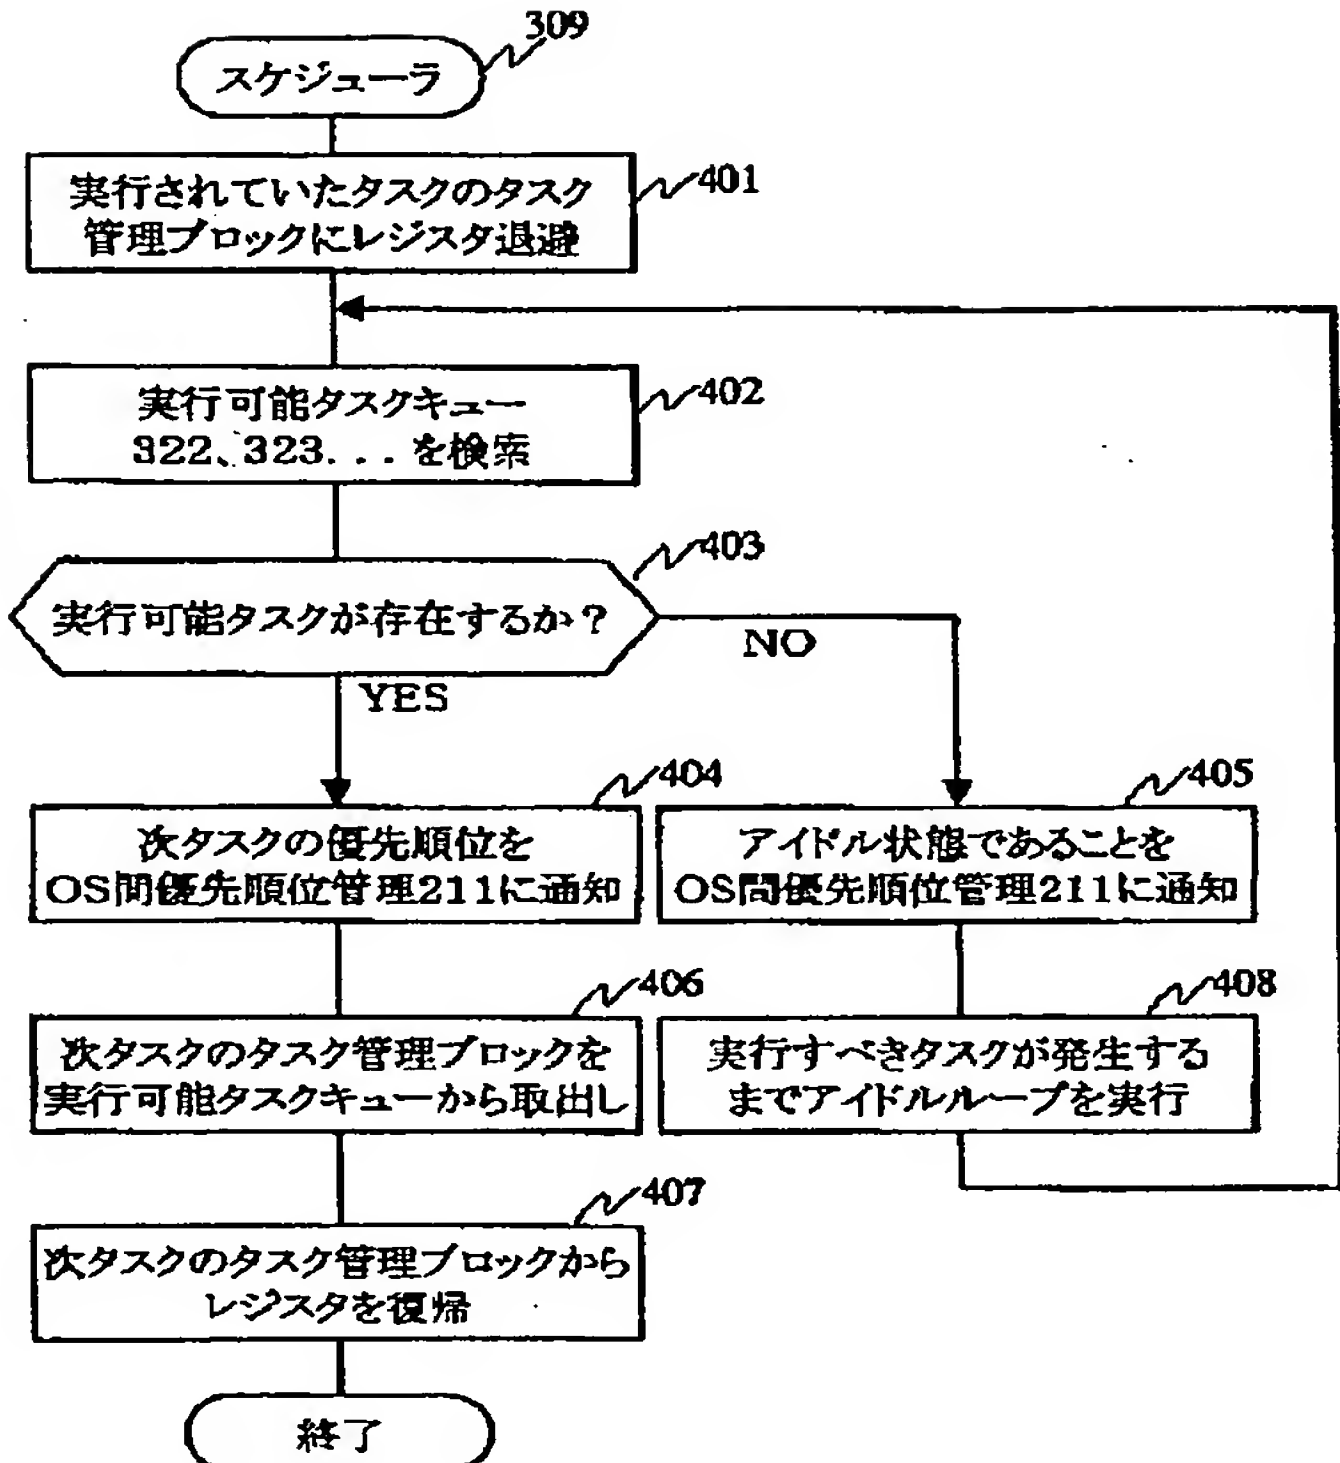 309
スケジューラ
401
実行されていたタスクのタスク
管理ブロックにレジスタ退避
402
実行可能タスクキュー
322、323...を検索
403
実行可能タスクが存在するか？
NO
YES
404
次タスクの優先順位を
OS間優先順位管理211に通知
405
アイドル状態であることを
OS間優先順位管理211に通知
406
次タスクのタスク管理ブロックを
実行可能タスクキューから取出し
408
実行すべきタスクが発生する
までアイドルループを実行
407
次タスクのタスク管理ブロックから
レジスタを復帰
終了